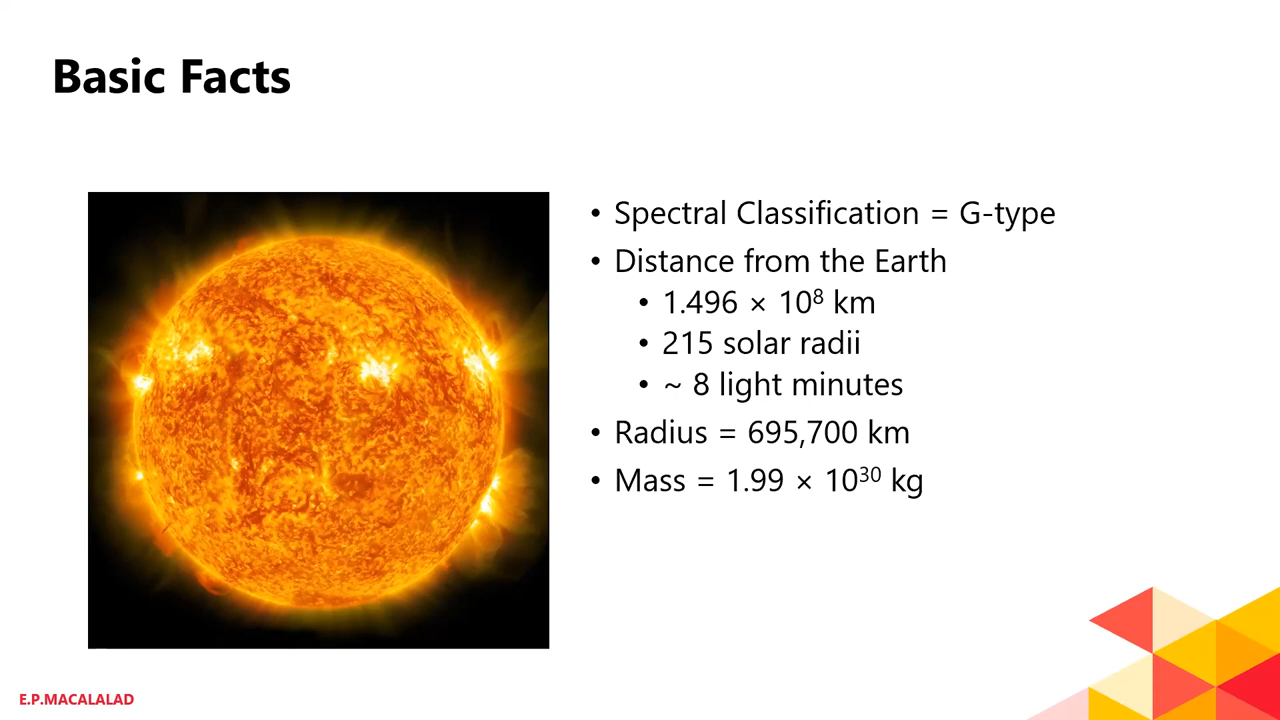 Basic Facts
• Spectral Classification = G-type
• Distance from the Earth
• 1.496 × 10⁸ km
• 215 solar radii
• ~ 8 light minutes
• Radius = 695,700 km
• Mass = 1.99 × 10³⁰ kg
E.P.MACALALAD